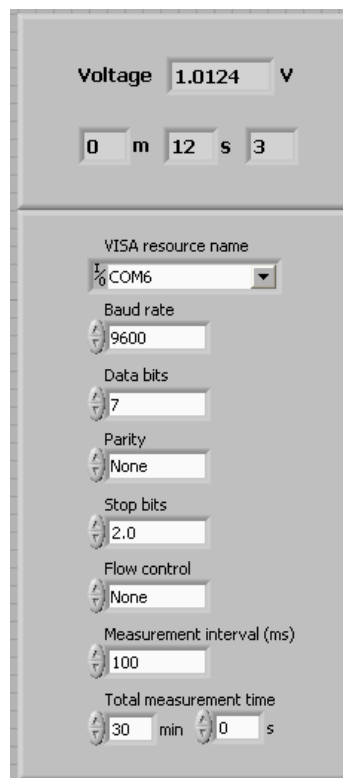 Voltage 1.0124 V
0 m 12 s 3
VISA resource name
I/O COM6
Baud rate
9600
Data bits
7
Parity
None
Stop bits
2.0
Flow control
None
Measurement interval (ms)
100
Total measurement time
30 min 0 s